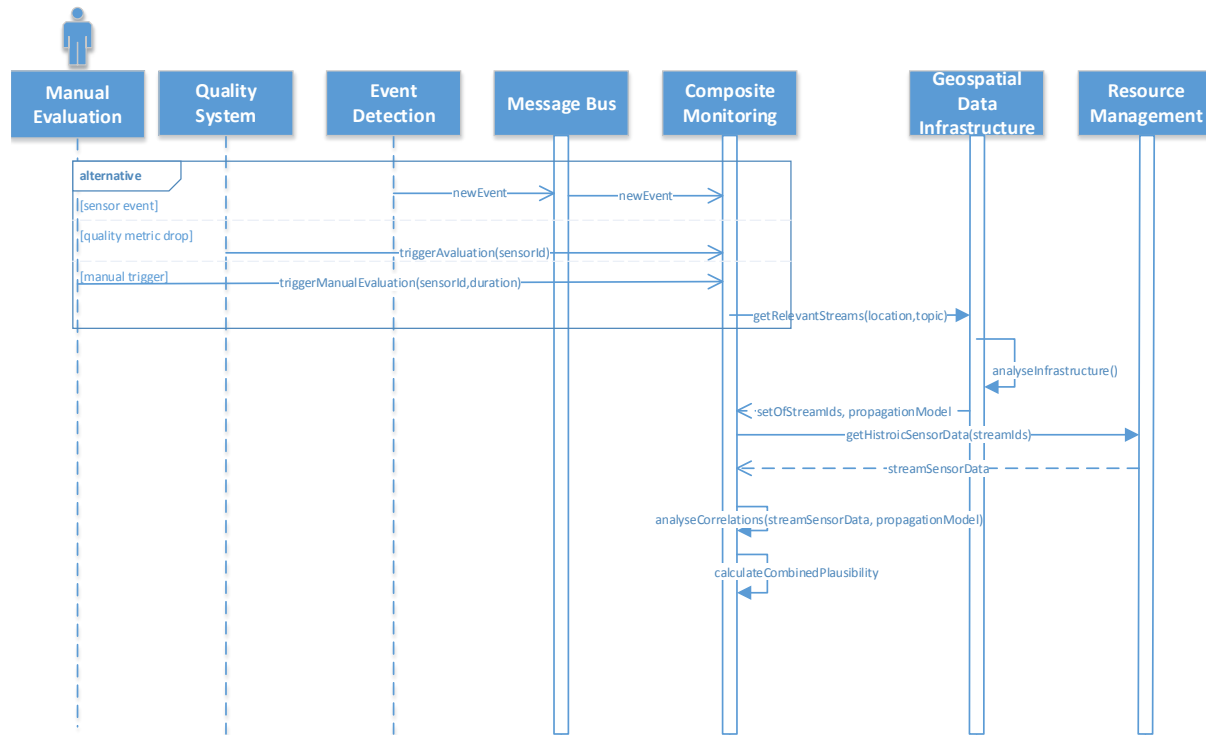 Manual
Evaluation
Quality
System
Event
Detection
Message Bus
Composite
Monitoring
Geospatial
Data
Infrastructure
Resource
Management
alternative
newEvent
newEvent
[sensor event]
[quality metric drop]
triggerAvaluation(sensorId)
[manual trigger]
triggerManualEvaluation(sensorId,duration)
getRelevantStreams(location,topic)
analyseInfrastructure()
setOfStreamIds, propagationModel
getHistroicSensorData(streamIds)
streamSensorData
analyseCorrelations(streamSensorData, propagationModel)
calculateCombinedPlausibility